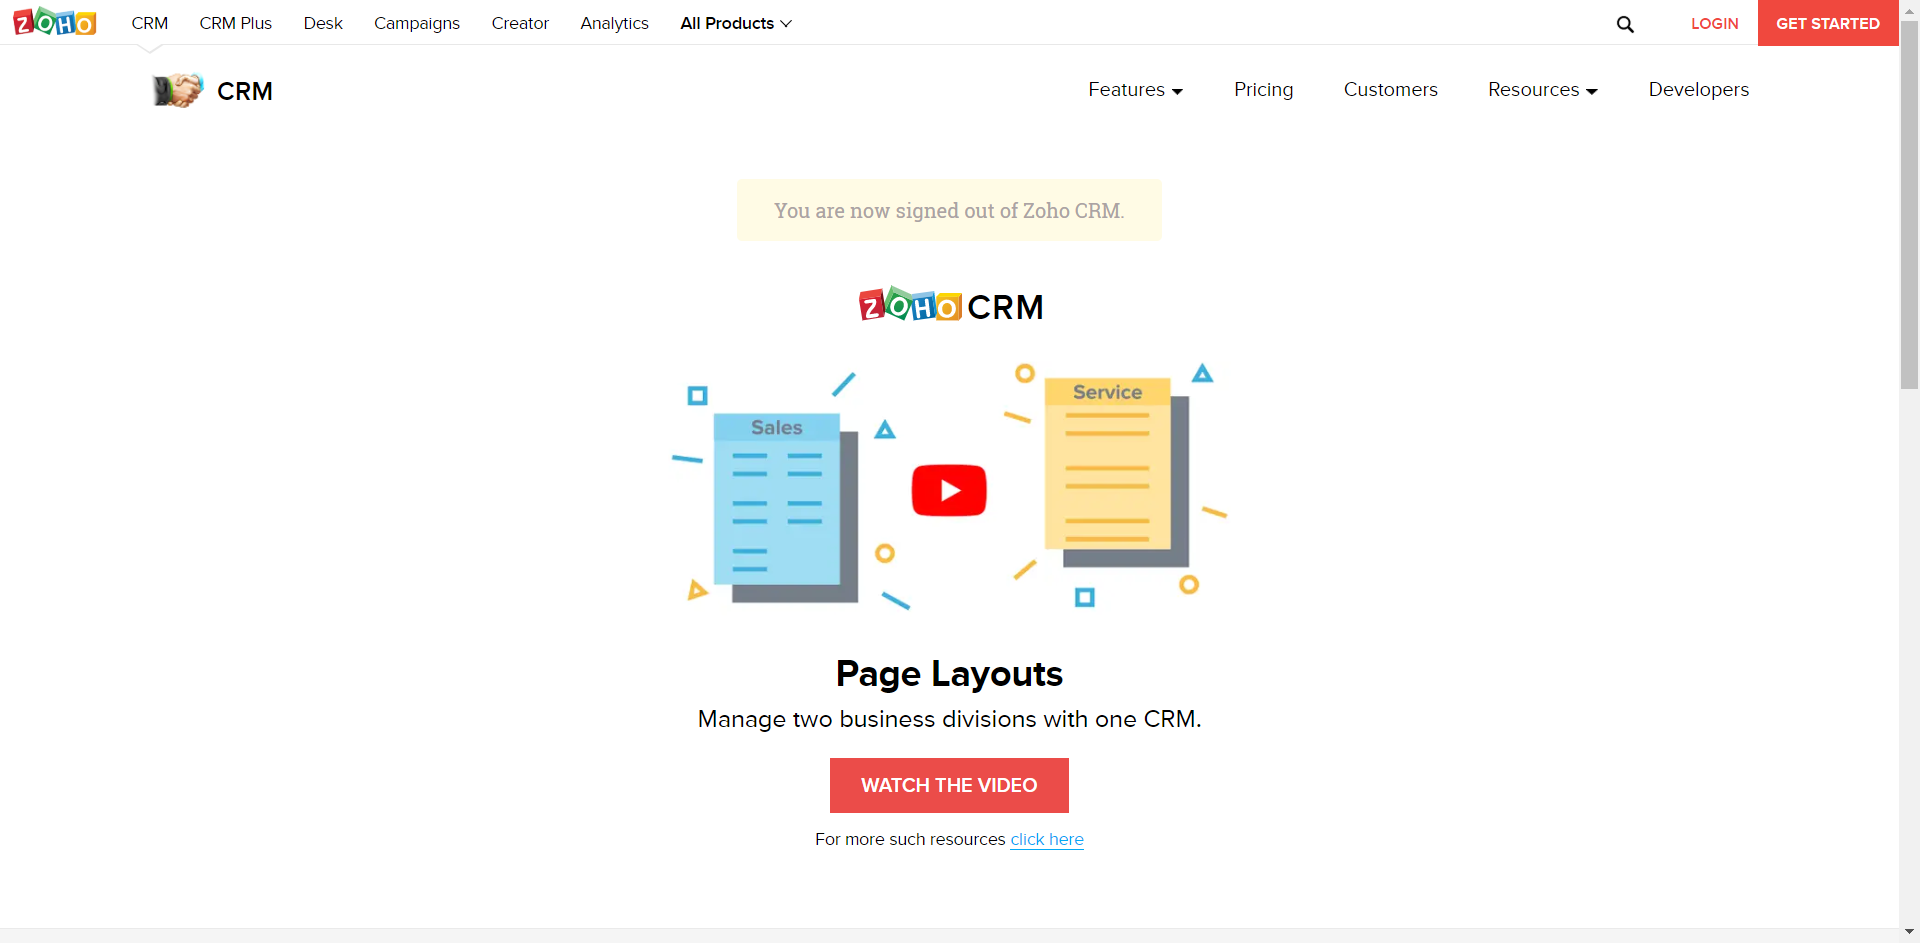 ZOHO CRM CRM Plus Desk Campaigns Creator Analytics All Products LOGIN GET STARTED
CRM Features Pricing Customers Resources Developers
You are now signed out of Zoho CRM.
ZOHO CRM
Sales
Service
Page Layouts
Manage two business divisions with one CRM.
WATCH THE VIDEO
For more such resources click here